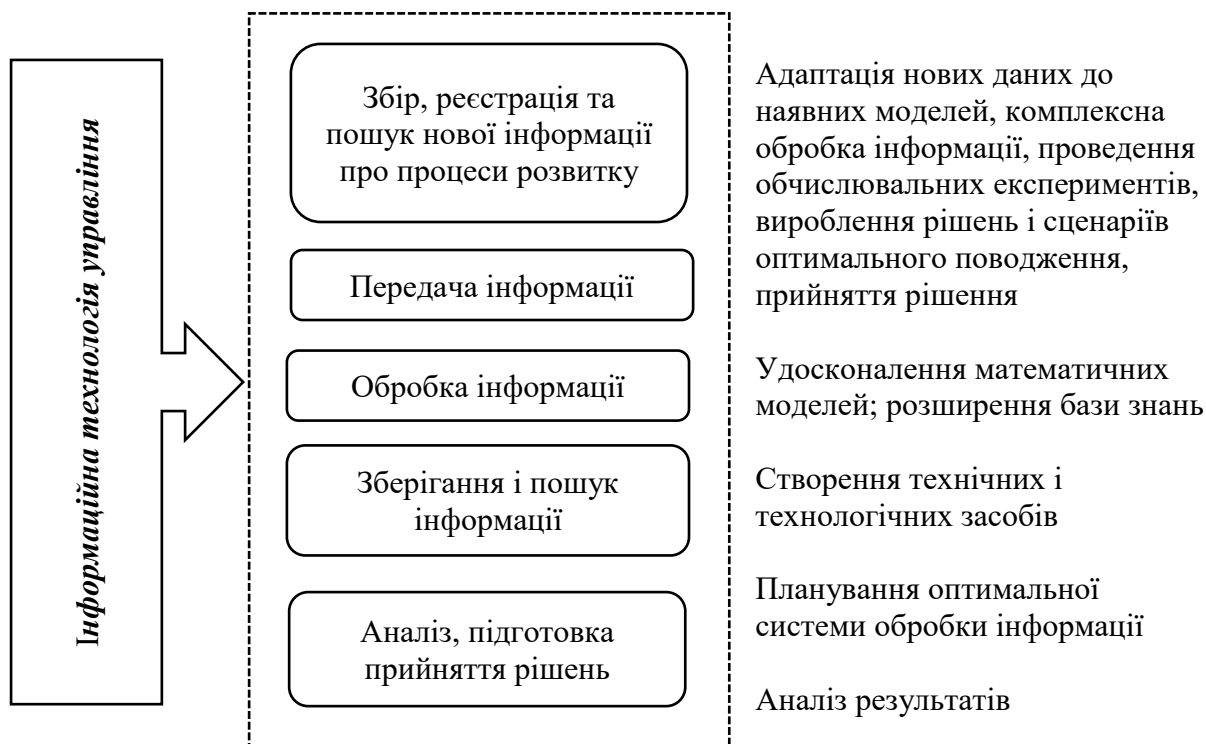 Інформаційна технологія управління
Збір, реєстрація та
пошук нової інформації
про процеси розвитку
Передача інформації
Обробка інформації
Зберігання і пошук
інформації
Аналіз, підготовка
прийняття рішень
Адаптація нових даних до
наявних моделей, комплексна
обробка інформації, проведення
обчислювальних експериментів,
вироблення рішень і сценаріїв
оптимального поводження,
прийняття рішення
Удосконалення математичних
моделей; розширення бази знань
Створення технічних і
технологічних засобів
Планування оптимальної
системи обробки інформації
Аналіз результатів